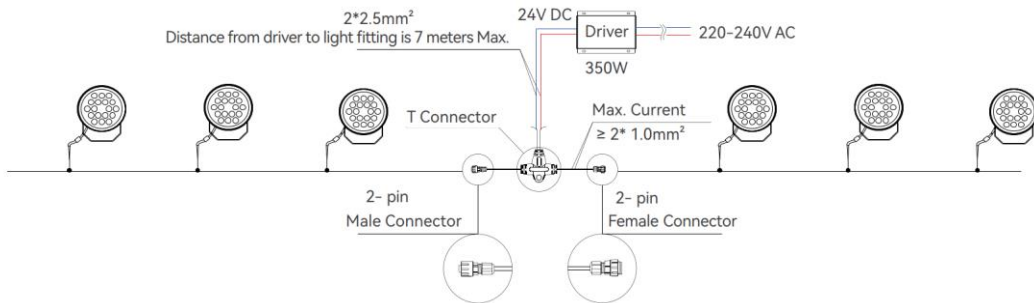 2*2.5mm²
Distance from driver to light fitting is 7 meters Max.
24V DC
Driver
220-240V AC
350W
T Connector
Max. Current
≥ 2* 1.0mm²
2- pin
Male Connector
2- pin
Female Connector